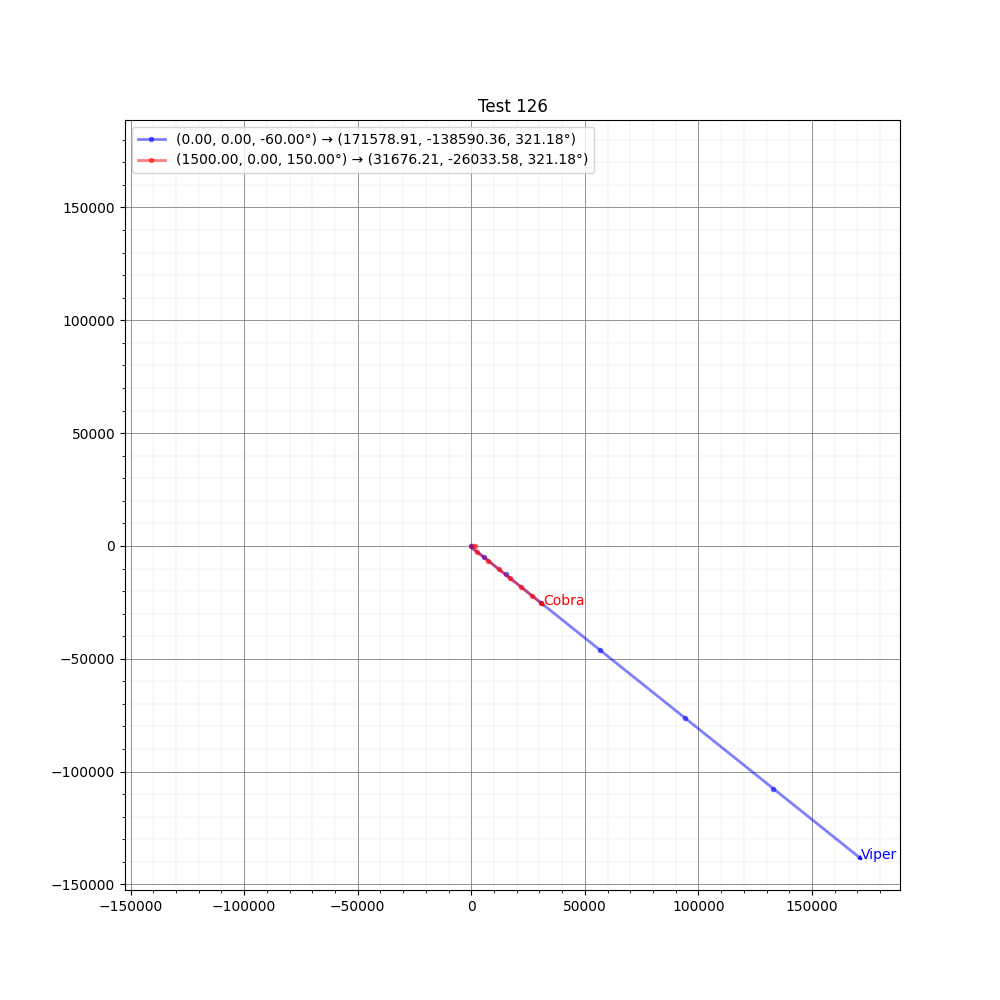 Test 126
(0.00, 0.00, -60.00°) → (171578.91, -138590.36, 321.18°)
(1500.00, 0.00, 150.00°) → (31676.21, -26033.58, 321.18°)
150000
100000
50000
0
−50000
−100000
−150000
Cobra
Viper
−150000 −100000 −50000 0 50000 100000 150000